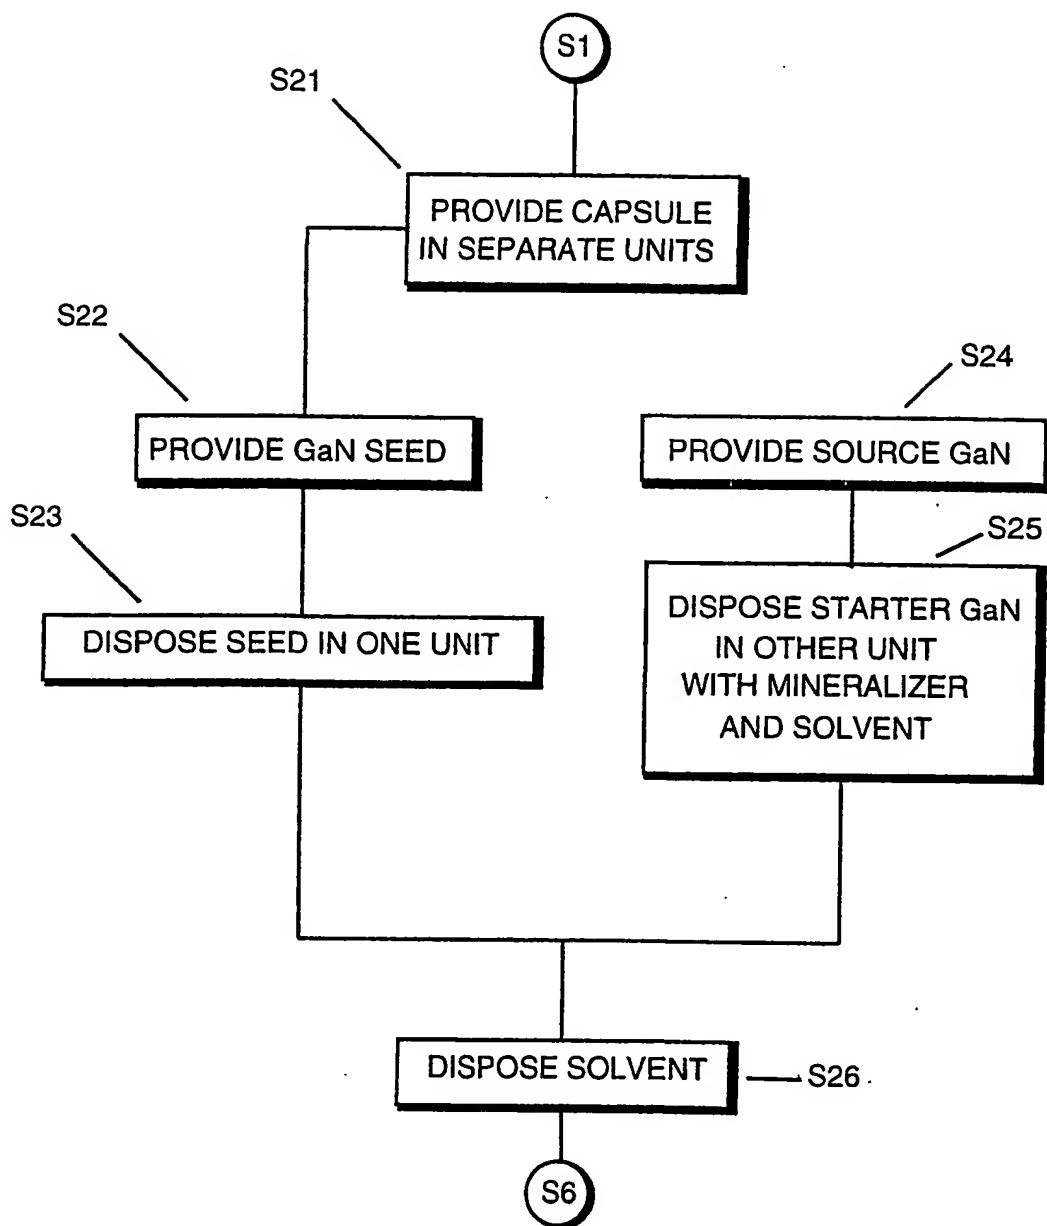 S1
S21
PROVIDE CAPSULE
IN SEPARATE UNITS
S22
PROVIDE GaN SEED
S24
PROVIDE SOURCE GaN
S23
DISPOSE SEED IN ONE UNIT
S25
DISPOSE STARTER GaN
IN OTHER UNIT
WITH MINERALIZER
AND SOLVENT
DISPOSE SOLVENT
S26
S6